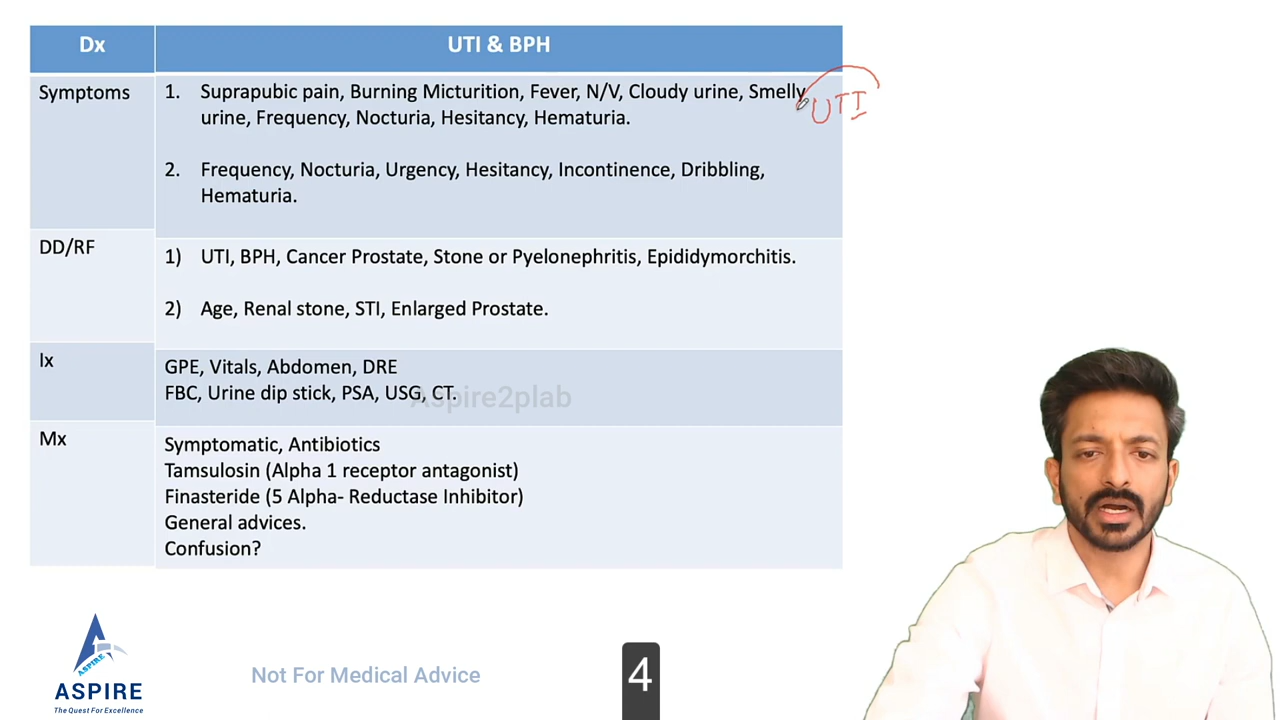 Dx
UTI & BPH
Symptoms
1. Suprapubic pain, Burning Micturition, Fever, N/V, Cloudy urine, Smelly
urine, Frequency, Nocturia, Hesitancy, Hematuria.
UTI
2. Frequency, Nocturia, Urgency, Hesitancy, Incontinence, Dribbling,
Hematuria.
DD/RF
1) UTI, BPH, Cancer Prostate, Stone or Pyelonephritis, Epididymorchitis.
2) Age, Renal stone, STI, Enlarged Prostate.
Ix
GPE, Vitals, Abdomen, DRE
FBC, Urine dip stick, PSA, USG, CT.
Aspire2plab
Mx
Symptomatic, Antibiotics
Tamsulosin (Alpha 1 receptor antagonist)
Finasteride (5 Alpha- Reductase Inhibitor)
General advices.
Confusion?
ASPIRE
ASPIRE
The Quest For Excellence
Not For Medical Advice
4